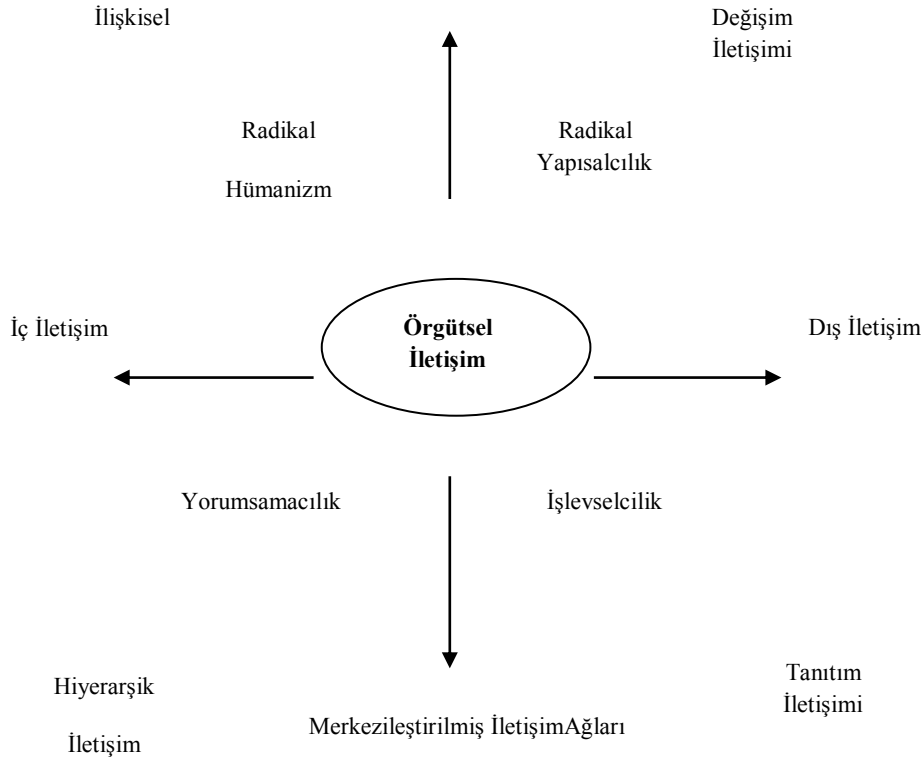 İlişkisel
Değişim
İletişimi
Radikal
Hümanizm
Radikal
Yapısalcılık
İç İletişim
Örgütsel
İletişim
Dış İletişim
Yorumsamacılık
İşlevselcilik
Hiyerarşik
İletişim
Merkezileştirilmiş İletişimAğları
Tanıtım
İletişimi